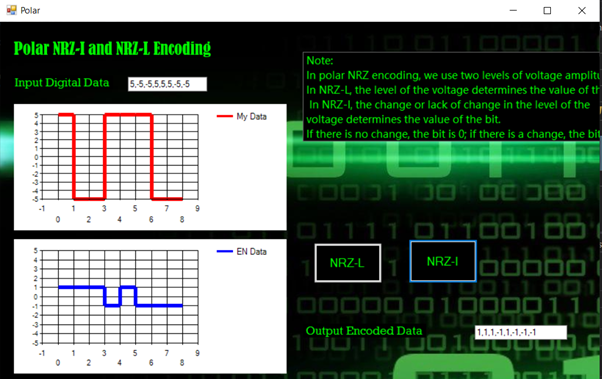 Polar
Polar NRZ-I and NRZ-L Encoding
Input Digital Data
5,-5,-5,5,5,5,-5,-5
Note:
In polar NRZ encoding, we use two levels of voltage amplitu
In NRZ-L, the level of the voltage determines the value of th
In NRZ-I, the change or lack of change in the level of the
voltage determines the value of the bit.
If there is no change, the bit is 0; if there is a change, the bit
5
4
3
2
1
0
-1
-2
-3
-4
-5
-1 1 3 5 7 9
0 2 4 6 8
My Data
5
4
3
2
1
0
-1
-2
-3
-4
-5
-1 1 3 5 7 9
0 2 4 6 8
EN Data
NRZ-L
NRZ-I
Output Encoded Data
1,1,1,-1,1,-1,-1,-1